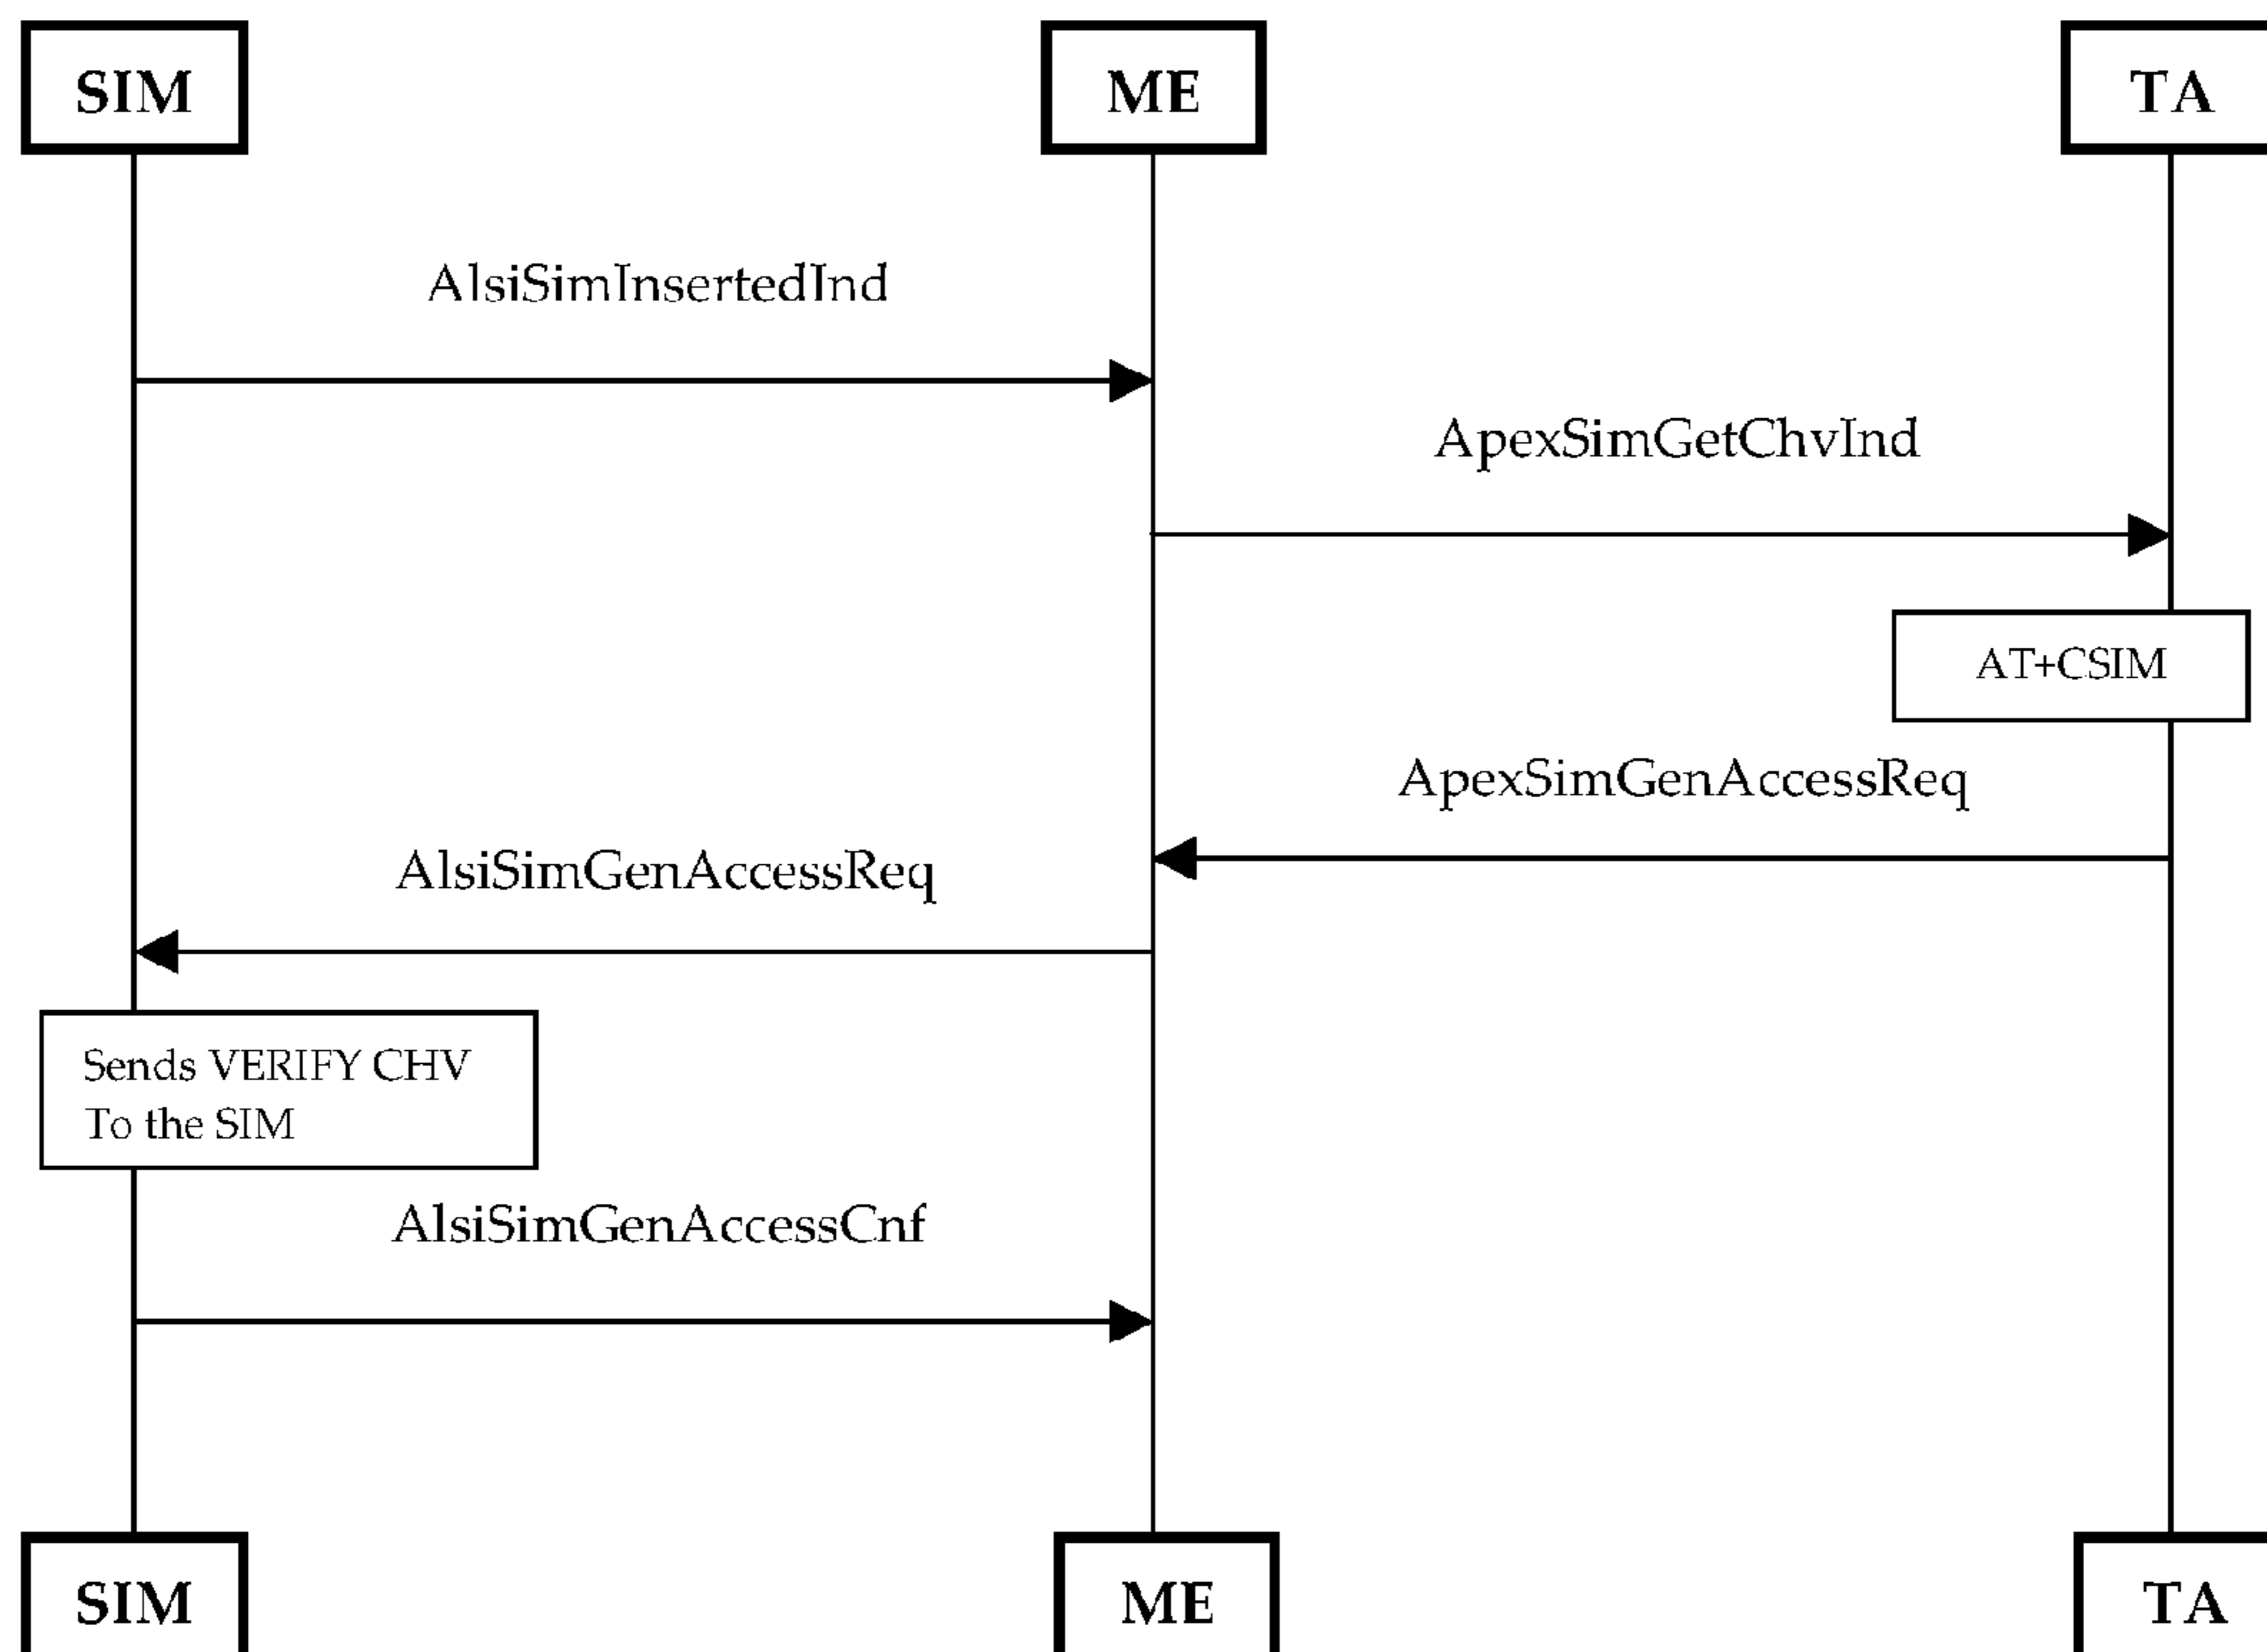 SIM
ME
TA
AlsiSimInsertedInd
ApexSimGetChvInd
AT+CSIM
ApexSimGenAccessReq
AlsiSimGenAccessReq
Sends VERIFY CHV
To the SIM
AlsiSimGenAccessCnf
SIM
ME
TA